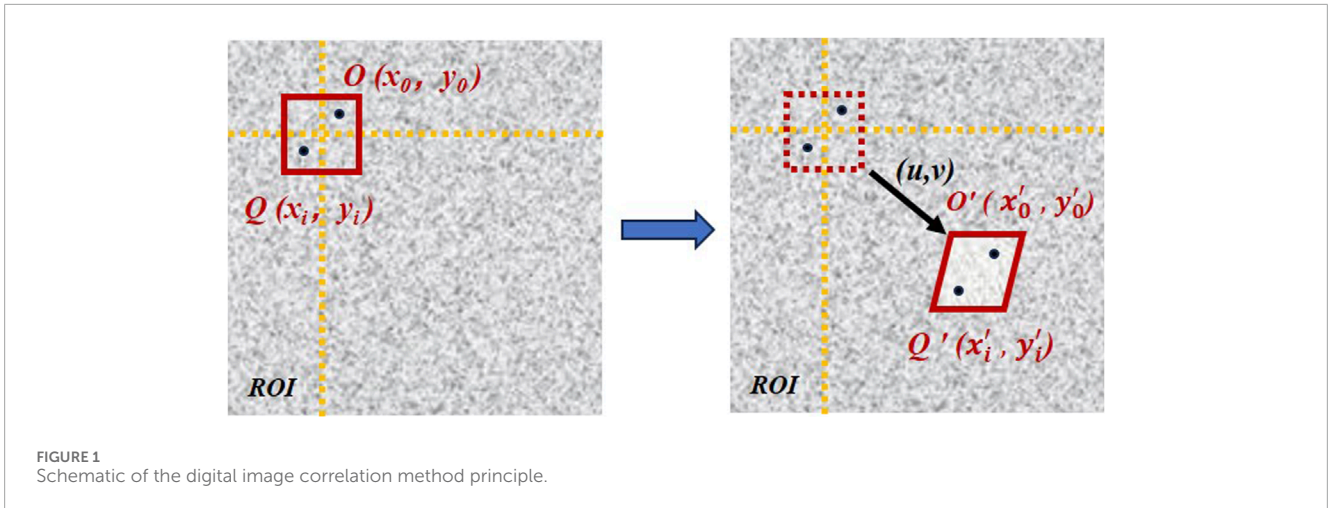 O (x₀, y₀)
Q (xᵢ, yᵢ)
ROI
(u,v)
O' ( x'₀ , y'₀)
Q ' (x'ᵢ , y'ᵢ)
ROI
FIGURE 1
Schematic of the digital image correlation method principle.